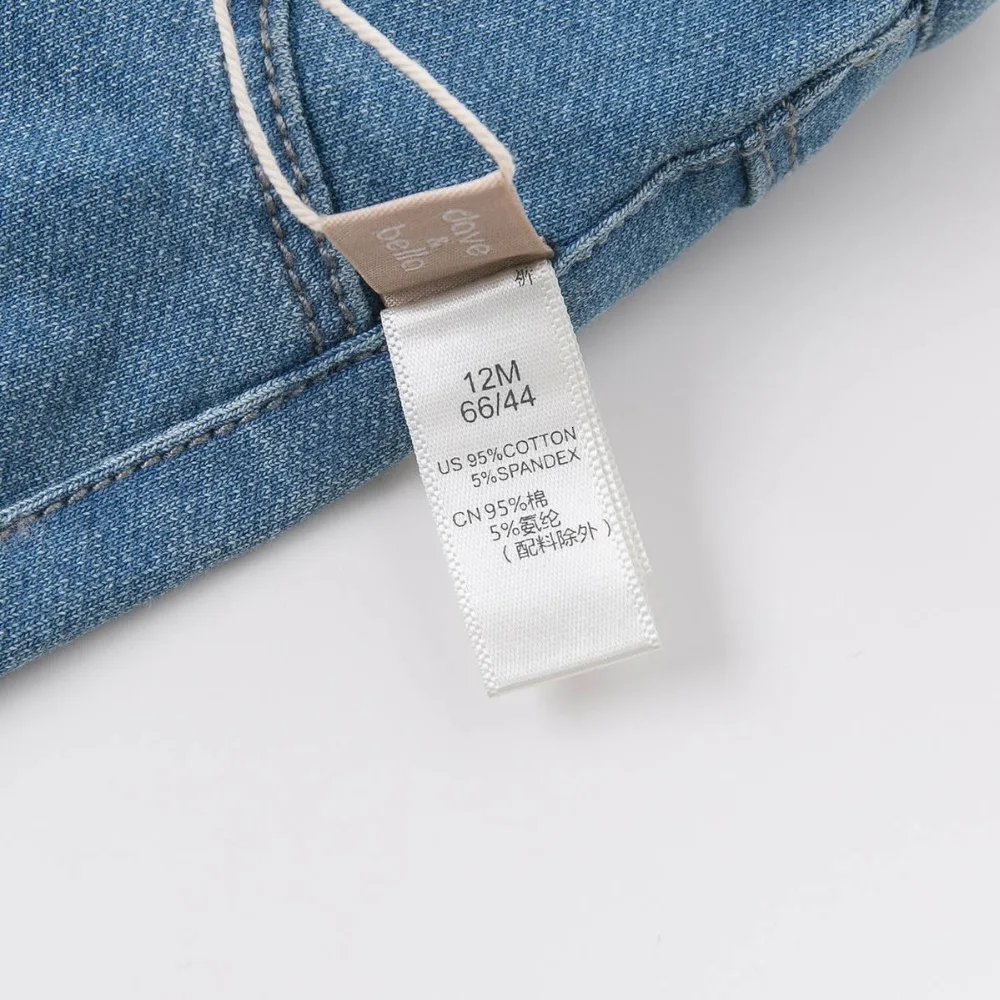 dave
&
bella
12M
66/44
US 95%COTTON
5%SPANDEX
CN 95%棉
5%氨纶
（配料除外）